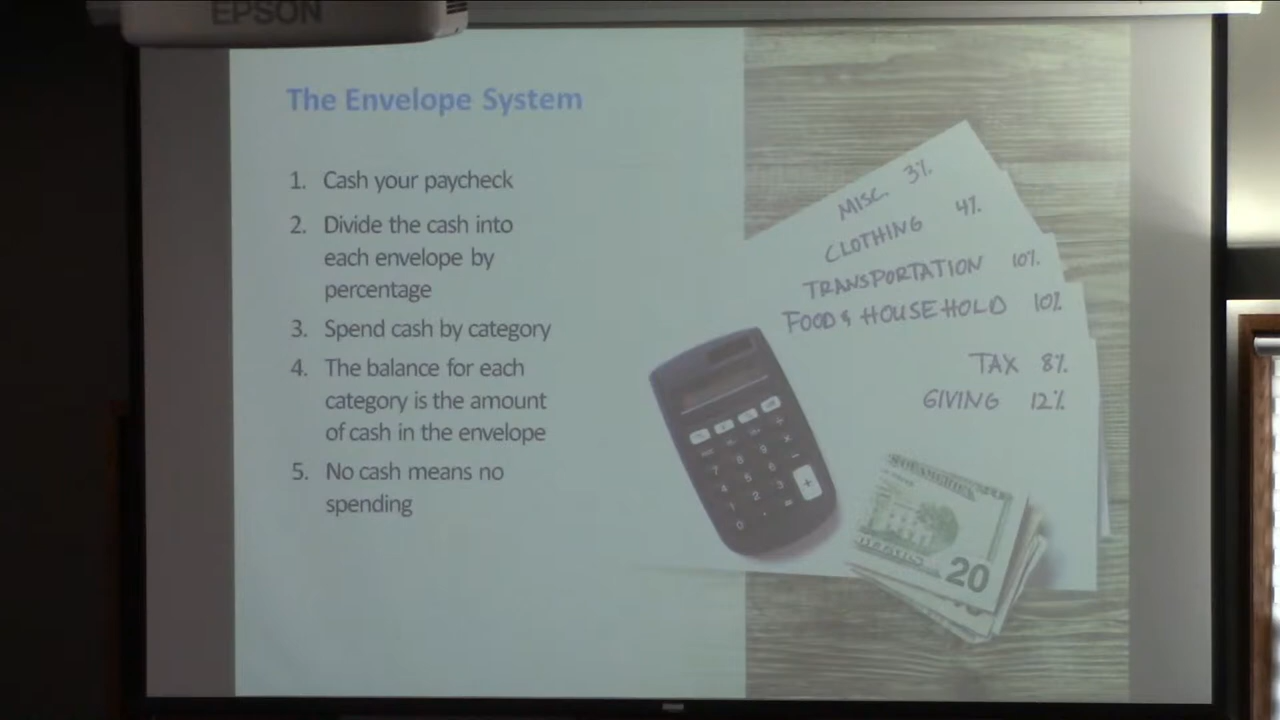 EPSON
The Envelope System
1. Cash your paycheck
2. Divide the cash into
each envelope by
percentage
3. Spend cash by category
4. The balance for each
category is the amount
of cash in the envelope
5. No cash means no
spending
MISC. 3%
CLOTHING 4%
TRANSPORTATION 10%
FOOD & HOUSEHOLD 10%
TAX 8%
GIVING 12%
20